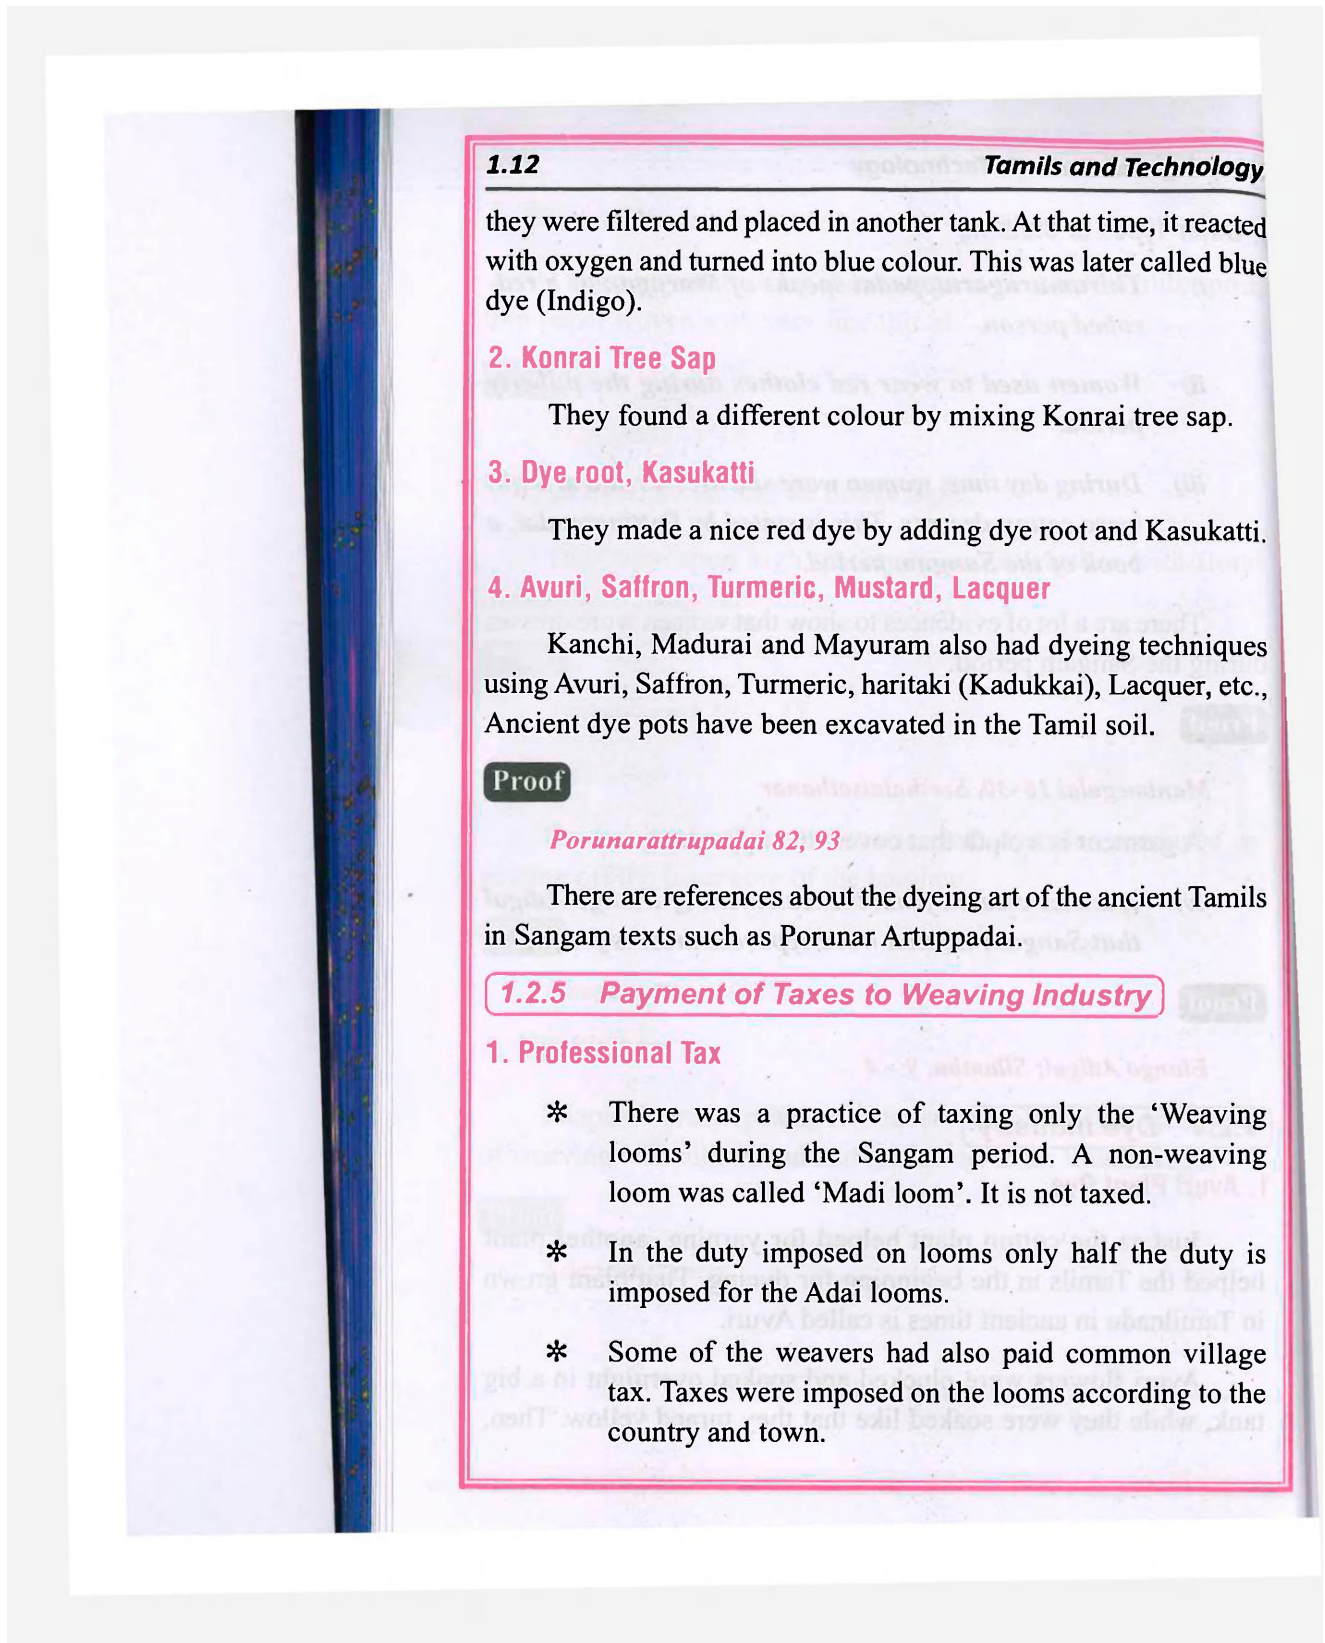 1.12 Tamils and Technology
they were filtered and placed in another tank. At that time, it reacted
with oxygen and turned into blue colour. This was later called blue
dye (Indigo).
2. Konrai Tree Sap
They found a different colour by mixing Konrai tree sap.
3. Dye root, Kasukatti
They made a nice red dye by adding dye root and Kasukatti.
4. Avuri, Saffron, Turmeric, Mustard, Lacquer
Kanchi, Madurai and Mayuram also had dyeing techniques
using Avuri, Saffron, Turmeric, haritaki (Kadukkai), Lacquer, etc.,
Ancient dye pots have been excavated in the Tamil soil.
Proof
Porunarattrupadai 82, 93
There are references about the dyeing art of the ancient Tamils
in Sangam texts such as Porunar Artuppadai.
1.2.5 Payment of Taxes to Weaving Industry
1. Professional Tax
* There was a practice of taxing only the ‘Weaving
looms’ during the Sangam period. A non-weaving
loom was called ‘Madi loom’. It is not taxed.
* In the duty imposed on looms only half the duty is
imposed for the Adai looms.
* Some of the weavers had also paid common village
tax. Taxes were imposed on the looms according to the
country and town.